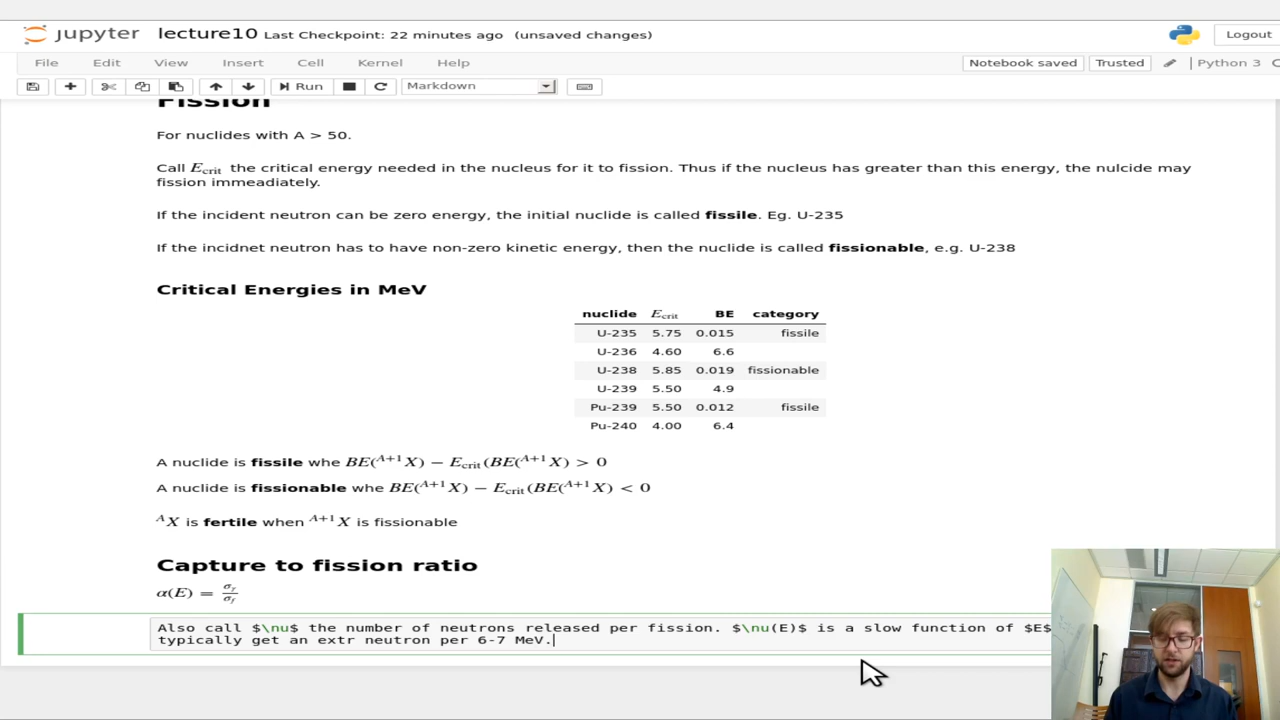 jupyter lecture10 Last Checkpoint: 22 minutes ago (unsaved changes) Logout
File Edit View Insert Cell Kernel Help Notebook saved Trusted Python 3
Run Markdown
Fission
For nuclides with A > 50.
Call E_crit the critical energy needed in the nucleus for it to fission. Thus if the nucleus has greater than this energy, the nulcide may
fission immeadiately.
If the incident neutron can be zero energy, the initial nuclide is called fissile. Eg. U-235
If the incidnet neutron has to have non-zero kinetic energy, then the nuclide is called fissionable, e.g. U-238
Critical Energies in MeV
nuclide E_crit BE category
U-235 5.75 0.015 fissile
U-236 4.60 6.6
U-238 5.85 0.019 fissionable
U-239 5.50 4.9
Pu-239 5.50 0.012 fissile
Pu-240 4.00 6.4
A nuclide is fissile whe BE(^{A+1}X) − E_crit(BE(^{A+1}X) > 0
A nuclide is fissionable whe BE(^{A+1}X) − E_crit(BE(^{A+1}X) < 0
^A X is fertile when ^{A+1}X is fissionable
Capture to fission ratio
α(E) = σ_γ/σ_f
Also call $\nu$ the number of neutrons released per fission. $\nu(E)$ is a slow function of $E$
typically get an extr neutron per 6-7 MeV.